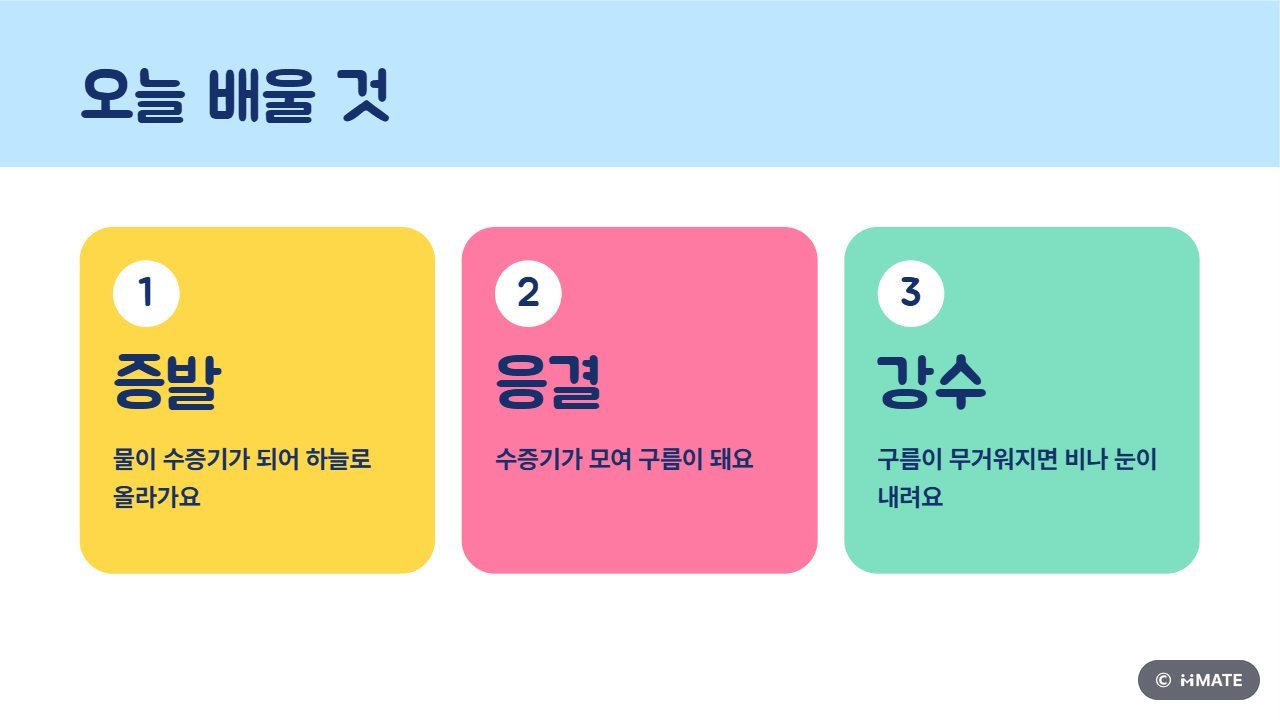 오늘 배울 것
1
증발
물이 수증기가 되어 하늘로
올라가요
2
응결
수증기가 모여 구름이 돼요
3
강수
구름이 무거워지면 비나 눈이
내려요
© MMATE